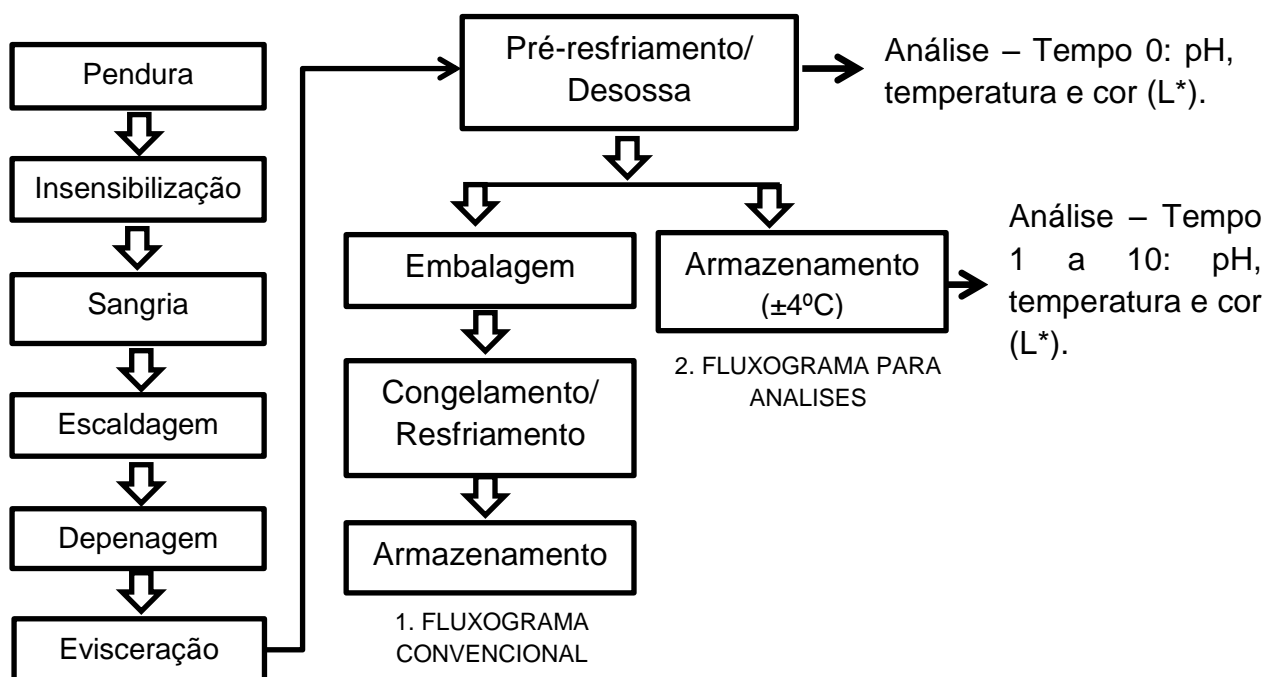 Pendura
Insensibilização
Sangria
Escaldagem
Depenagem
Evisceração
Pré-resfriamento/
Desossa
Análise – Tempo 0: pH,
temperatura e cor (L*).
Embalagem
Congelamento/
Resfriamento
Armazenamento
1. FLUXOGRAMA
CONVENCIONAL
Armazenamento
(±4ºC)
2. FLUXOGRAMA PARA
ANALISES
Análise – Tempo
1 a 10: pH,
temperatura e cor
(L*).